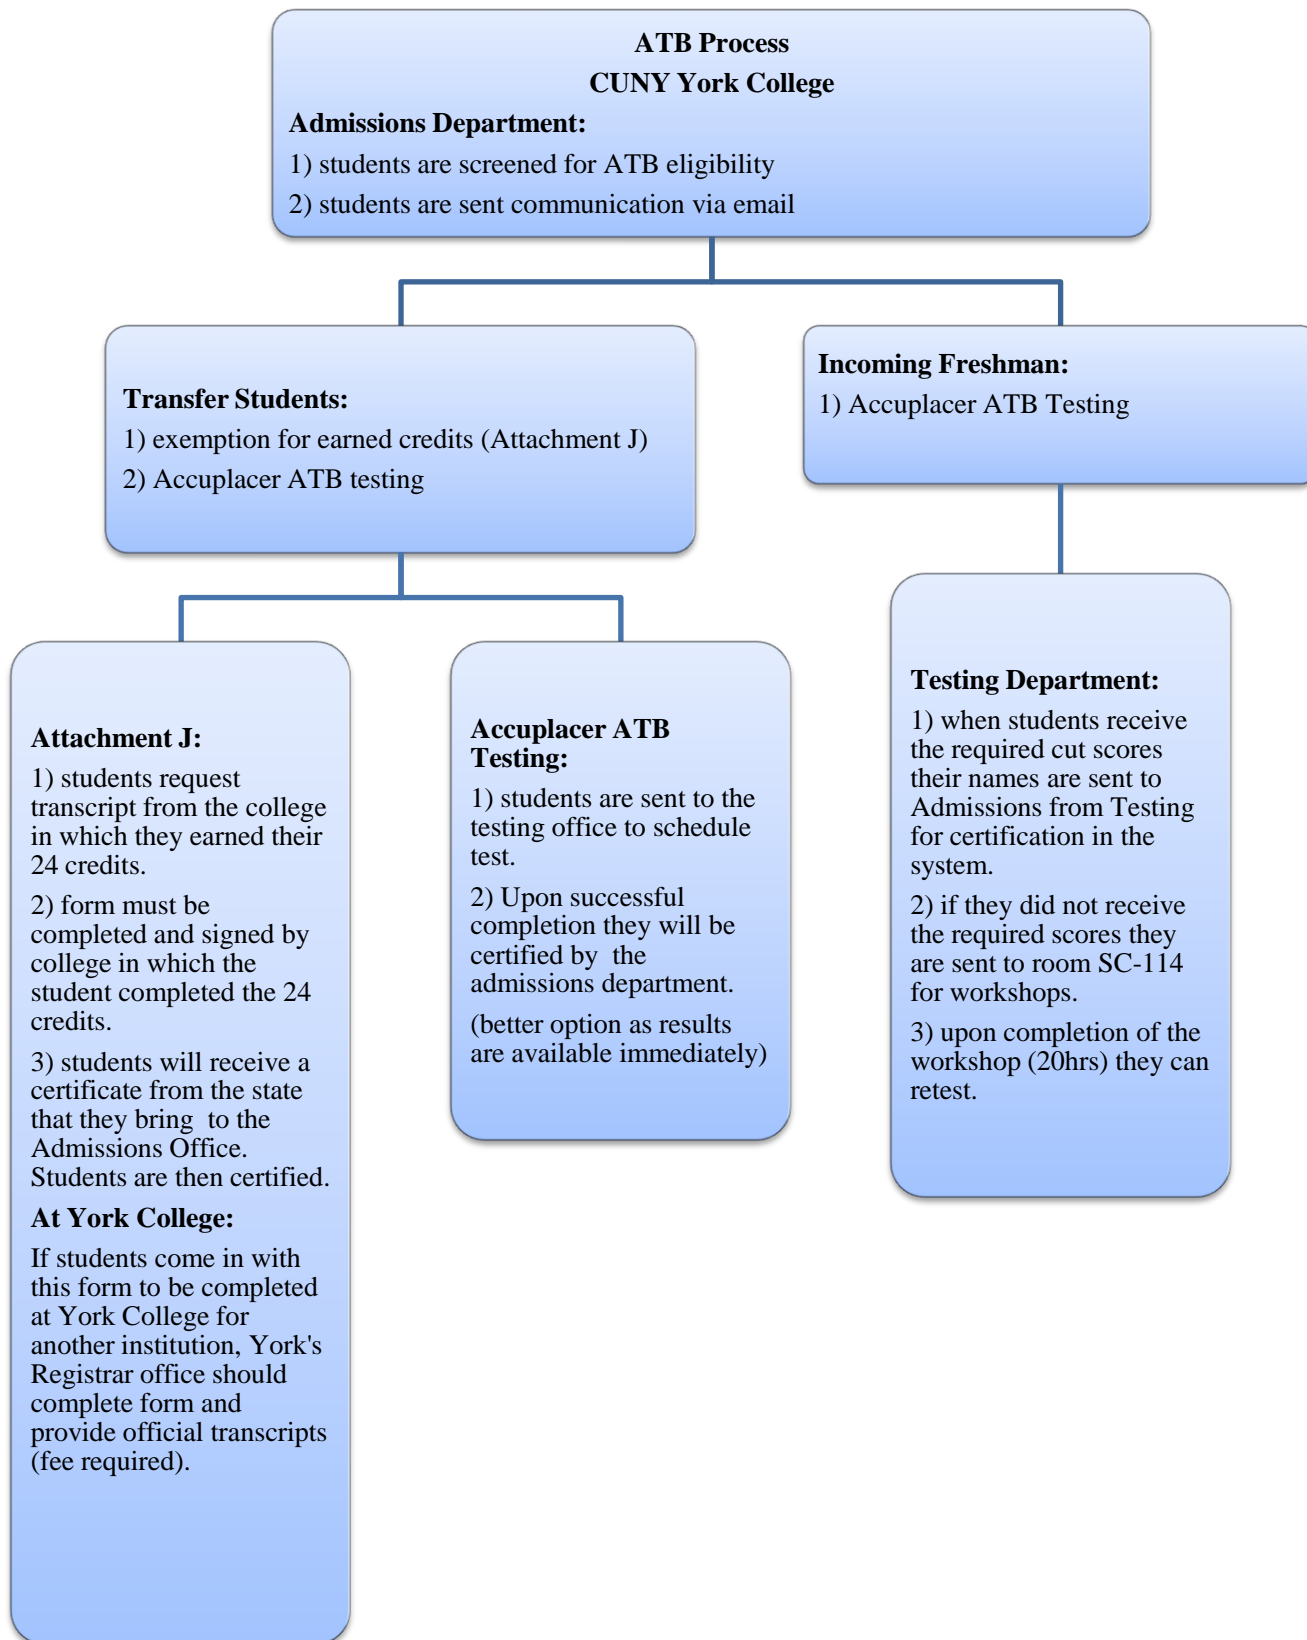 ATB Process
CUNY York College
Admissions Department:
1) students are screened for ATB eligibility
2) students are sent communication via email
Transfer Students:
1) exemption for earned credits (Attachment J)
2) Accuplacer ATB testing
Incoming Freshman:
1) Accuplacer ATB Testing
Attachment J:
1) students request
transcript from the college
in which they earned their
24 credits.
2) form must be
completed and signed by
college in which the
student completed the 24
credits.
3) students will receive a
certificate from the state
that they bring  to the
Admissions Office.
Students are then certified.
At York College:
If students come in with
this form to be completed
at York College for
another institution, York's
Registrar office should
complete form and
provide official transcripts
(fee required).
Accuplacer ATB
Testing:
1) students are sent to the
testing office to schedule
test.
2) Upon successful
completion they will be
certified by  the
admissions department.
(better option as results
are available immediately)
Testing Department:
1) when students receive
the required cut scores
their names are sent to
Admissions from Testing
for certification in the
system.
2) if they did not receive
the required scores they
are sent to room SC-114
for workshops.
3) upon completion of the
workshop (20hrs) they can
retest.